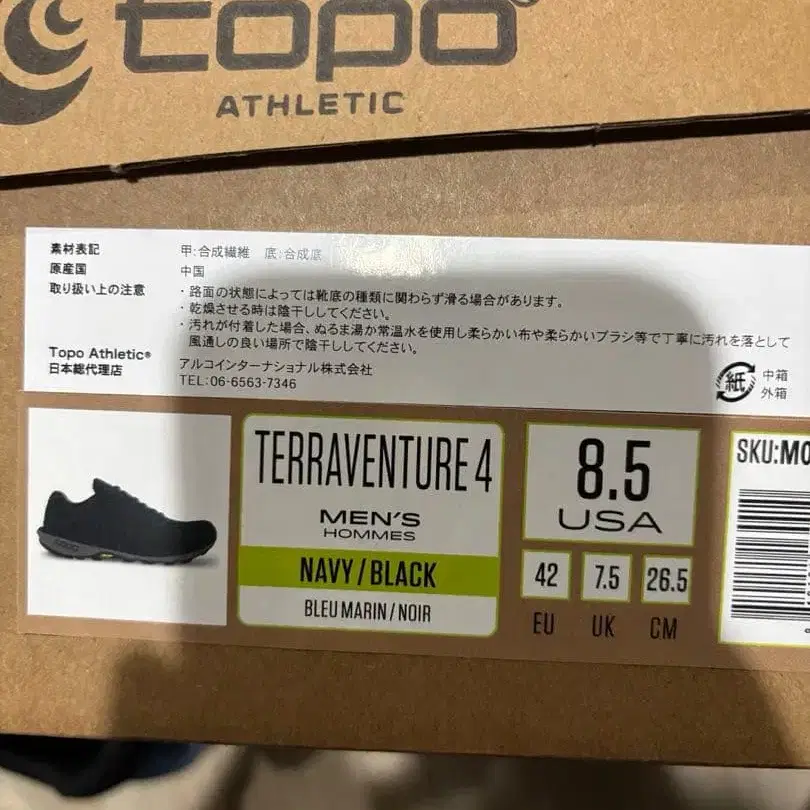 topo
ATHLETIC
素材表記 甲:合成繊維 底:合成底
原産国 中国
取り扱い上の注意 ・路面の状態によっては靴底の種類に関わらず滑る場合があります。
・乾燥させる時は陰干ししてください。
・汚れが付着した場合、ぬるま湯か常温水を使用し柔らかい布や柔らかいブラシ等で丁寧に汚れを落として
風通しの良い場所で陰干ししてください。
Topo Athletic® アルコインターナショナル株式会社
日本総代理店 TEL:06-6563-7346
紙 中箱
外箱
TERRAVENTURE 4
MEN'S
HOMMES
NAVY / BLACK
BLEU MARIN / NOIR
8.5
USA
42 7.5 26.5
EU UK CM
SKU:M0